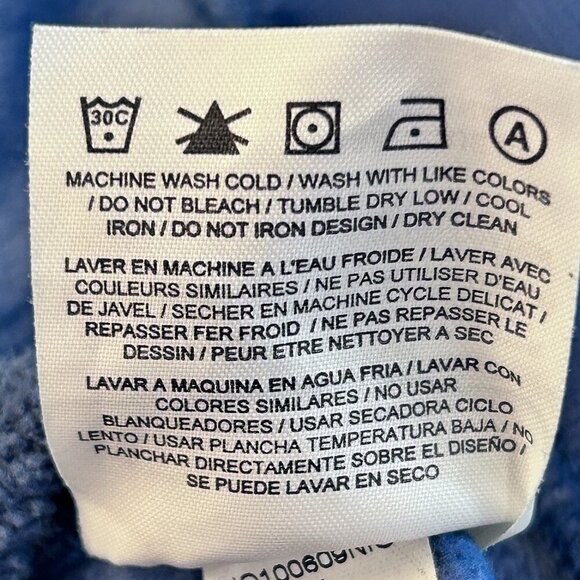 30C
A
MACHINE WASH COLD / WASH WITH LIKE COLORS
/ DO NOT BLEACH / TUMBLE DRY LOW / COOL
IRON / DO NOT IRON DESIGN / DRY CLEAN
LAVER EN MACHINE A L'EAU FROIDE / LAVER AVEC
COULEURS SIMILAIRES / NE PAS UTILISER D'EAU
DE JAVEL / SECHER EN MACHINE CYCLE DELICAT /
REPASSER FER FROID / NE PAS REPASSER LE
DESSIN / PEUR ETRE NETTOYER A SEC
LAVAR A MAQUINA EN AGUA FRIA / LAVAR CON
COLORES SIMILARES / NO USAR
BLANQUEADORES / USAR SECADORA CICLO
LENTO / USAR PLANCHA TEMPERATURA BAJA / NO
PLANCHAR DIRECTAMENTE SOBRE EL DISEÑO /
SE PUEDE LAVAR EN SECO